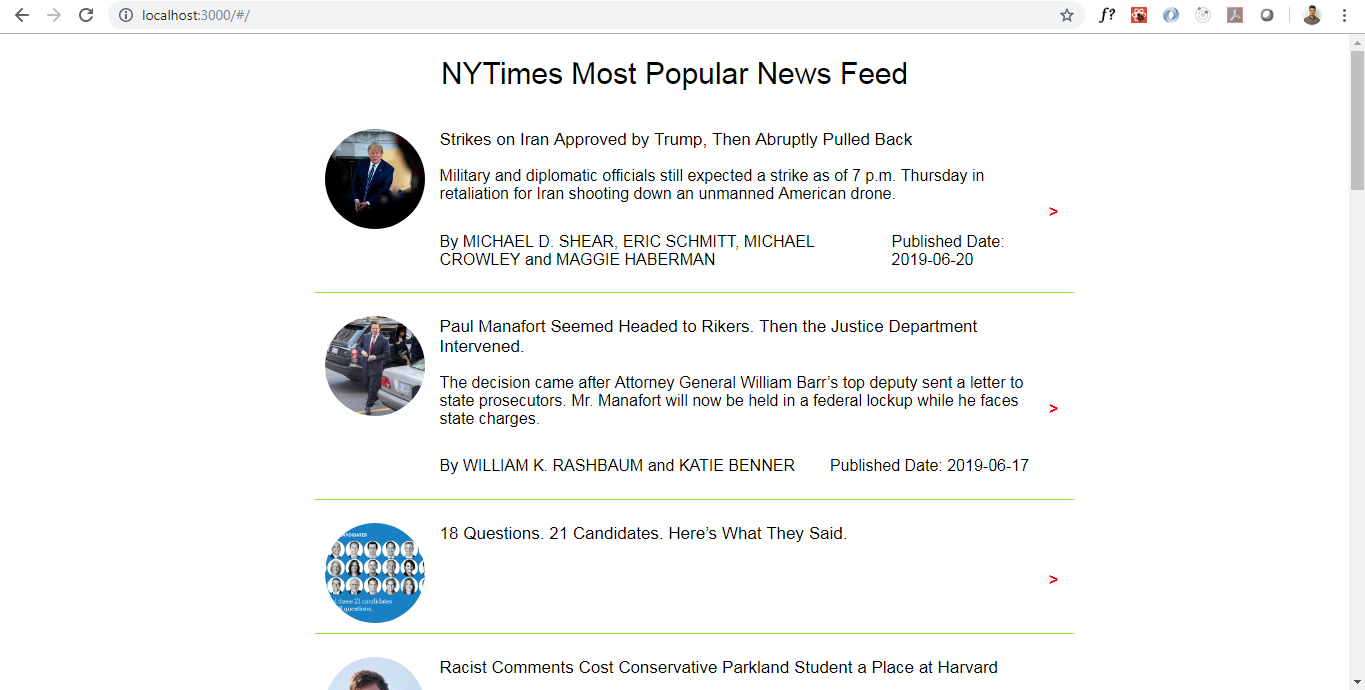 localhost:3000/#/
f?
NYTimes Most Popular News Feed
Strikes on Iran Approved by Trump, Then Abruptly Pulled Back
Military and diplomatic officials still expected a strike as of 7 p.m. Thursday in
retaliation for Iran shooting down an unmanned American drone.
>
By MICHAEL D. SHEAR, ERIC SCHMITT, MICHAEL
CROWLEY and MAGGIE HABERMAN
Published Date:
2019-06-20
Paul Manafort Seemed Headed to Rikers. Then the Justice Department
Intervened.
The decision came after Attorney General William Barr’s top deputy sent a letter to
state prosecutors. Mr. Manafort will now be held in a federal lockup while he faces
state charges.
>
By WILLIAM K. RASHBAUM and KATIE BENNER
Published Date: 2019-06-17
18 Questions. 21 Candidates. Here’s What They Said.
ANDIDATES
these 21 candidates
questions.
>
Racist Comments Cost Conservative Parkland Student a Place at Harvard